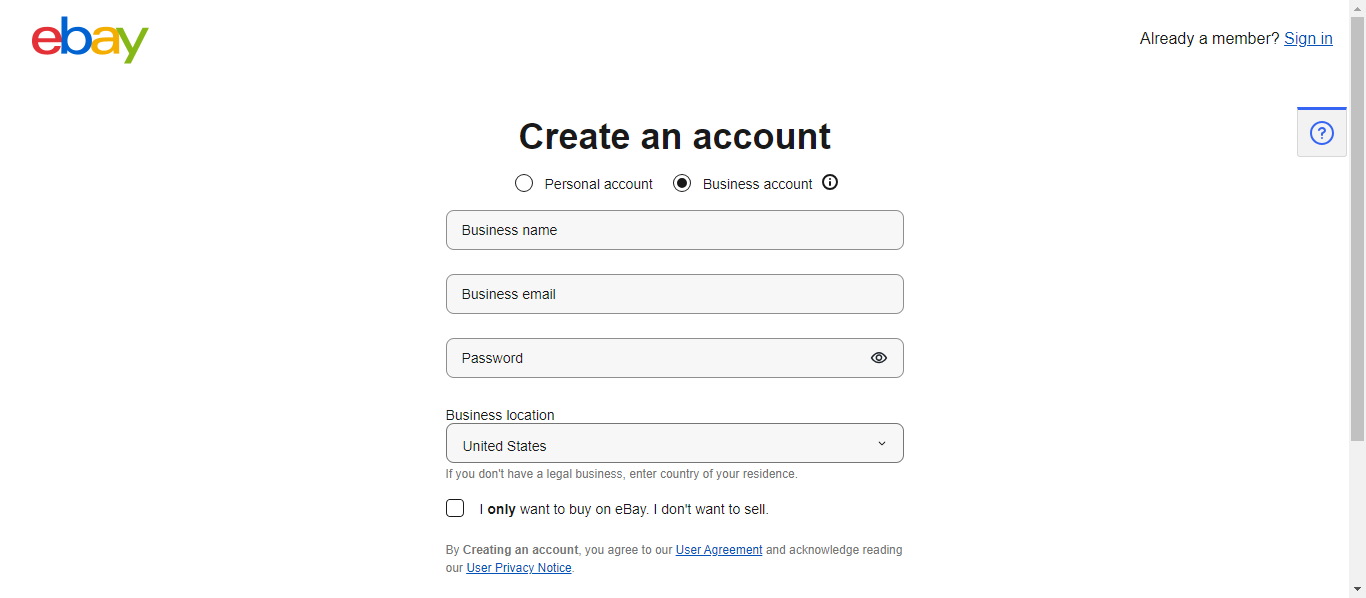 ebay
Already a member? Sign in
Create an account
Personal account Business account
Business name
Business email
Password
Business location
United States
If you don't have a legal business, enter country of your residence.
I only want to buy on eBay. I don't want to sell.
By Creating an account, you agree to our User Agreement and acknowledge reading
our User Privacy Notice.